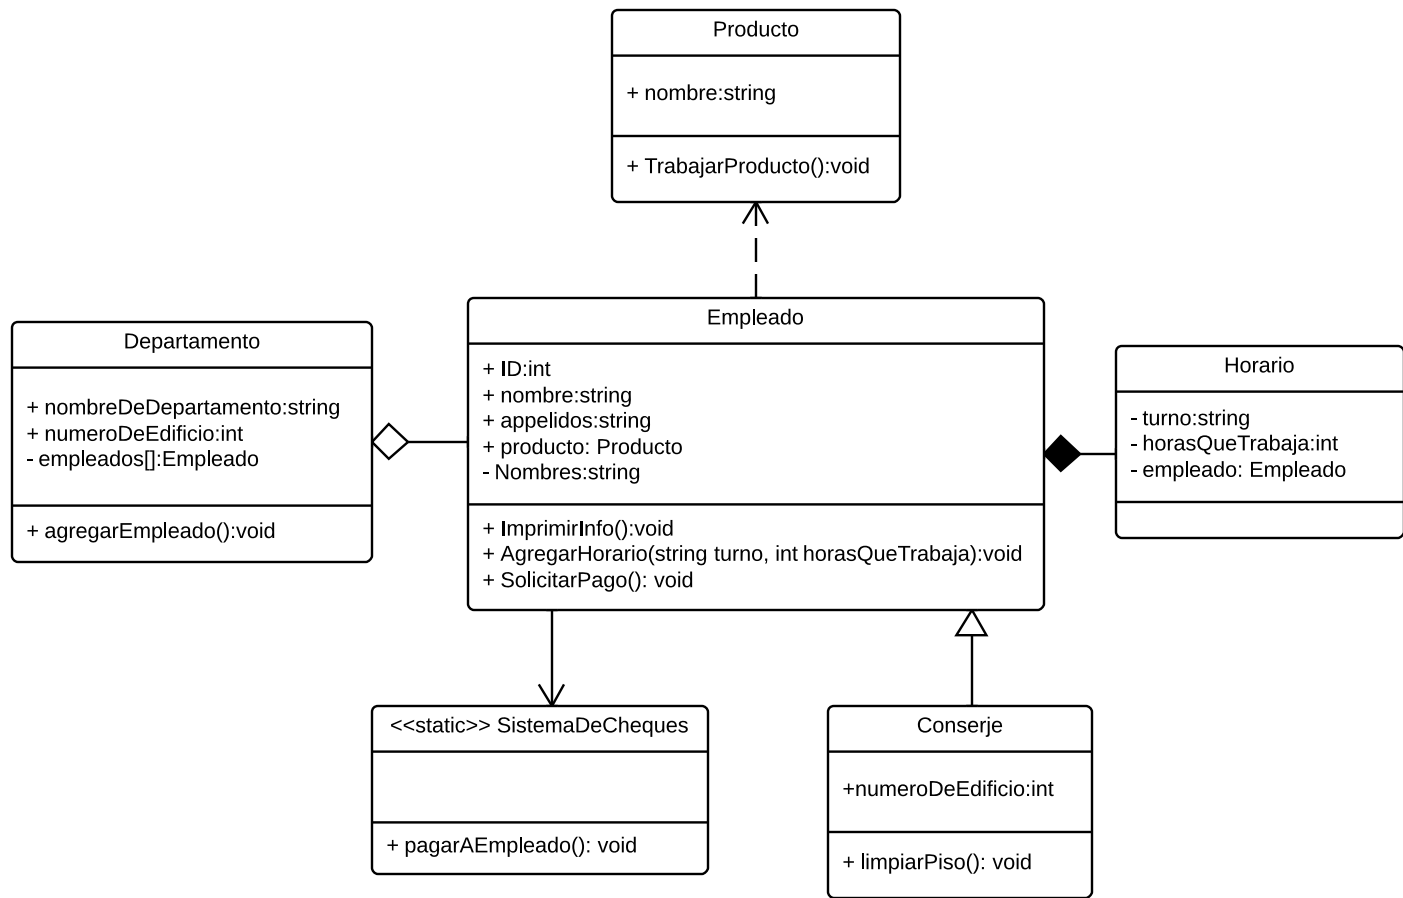 Producto
+ nombre:string
+ TrabajarProducto():void
Departamento
+ nombreDeDepartamento:string
+ numeroDeEdificio:int
- empleados[]:Empleado
+ agregarEmpleado():void
Empleado
+ ID:int
+ nombre:string
+ appelidos:string
+ producto: Producto
- Nombres:string
+ ImprimirInfo():void
+ AgregarHorario(string turno, int horasQueTrabaja):void
+ SolicitarPago(): void
Horario
- turno:string
- horasQueTrabaja:int
- empleado: Empleado
<<static>> SistemaDeCheques
+ pagarAEmpleado(): void
Conserje
+numeroDeEdificio:int
+ limpiarPiso(): void